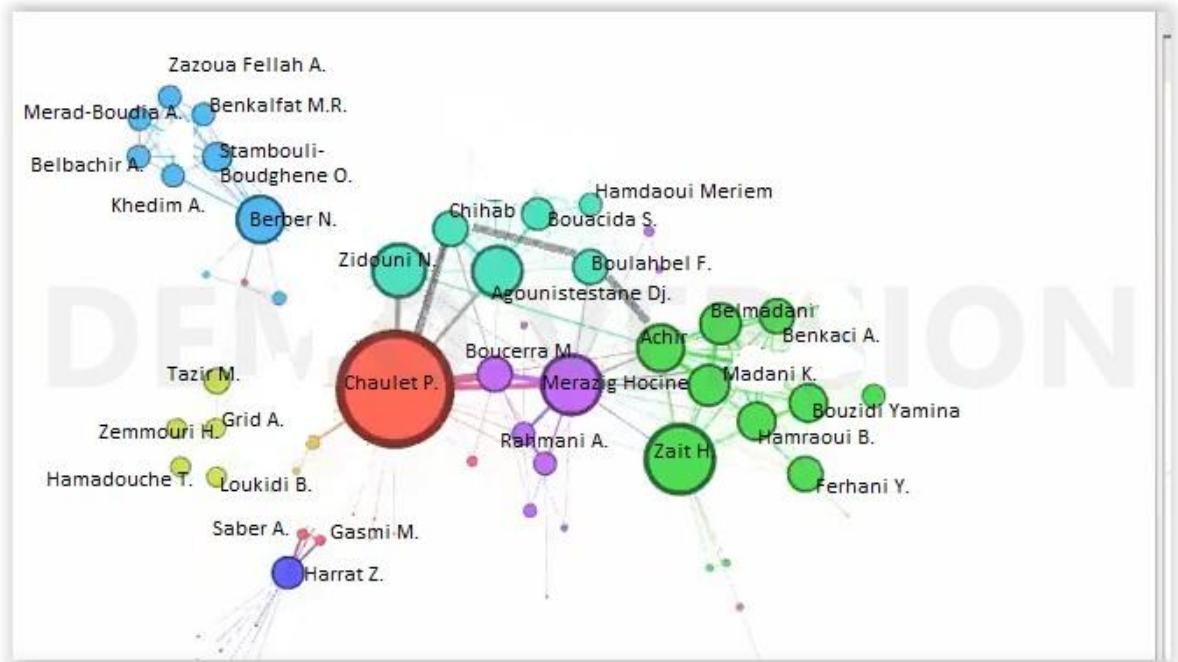 Zazoua Fellah A.
Merad-Boudia A.
Benkalfat M.R.
Belbachir A.
Stambouli-
Boudghene O.
Khedim A.
Berber N.
Hamdaoui Meriem
Chihab
Bouacida S.
Zidouni N.
Boulahbel F.
Agounistestane Dj.
DEM VERSION
Belmadani
Benkaci A.
Achir
Boucerra M.
Tazir M.
Chaulet P.
Merazig Hocine
Madani K.
Bouzidi Yamina
Grid A.
Zemmouri H.
Rahmani A.
Hamraoui B.
Zait H.
Hamadouche T.
Loukidi B.
Ferhani Y.
Saber A.
Gasmi M.
Harrat Z.